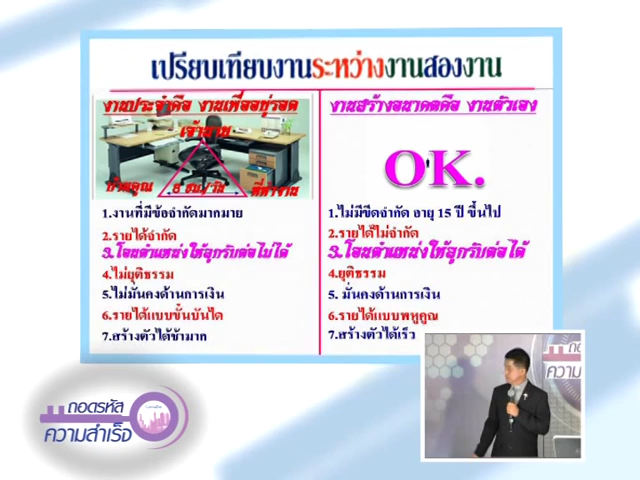 เปรียบเทียบงานระหว่างงานสองงาน
งานประจำคือ งานเพื่ออยู่รอด
เจ้านาย
บ้านคุณ
8 ชม./วัน
ที่ทำงาน
1.งานที่มีข้อจำกัดมากมาย
2.รายได้จำกัด
3.โอนตำแหน่งให้ลูกรับต่อไม่ได้
4.ไม่ยุติธรรม
5.ไม่มั่นคงด้านการเงิน
6.รายได้แบบขั้นบันได
7.สร้างตัวได้ช้ามาก
งานสร้างอนาคตคือ งานตัวเอง
OK.
1.ไม่มีขีดจำกัด อายุ 15 ปี ขึ้นไป
2.รายได้ไม่จำกัด
3.โอนตำแหน่งให้ลูกรับต่อได้
4.ยุติธรรม
5. มั่นคงด้านการเงิน
6.รายได้แบบพหูคูณ
7.สร้างตัวได้เร็ว
ถอดรหัส
ความสำเร็จ